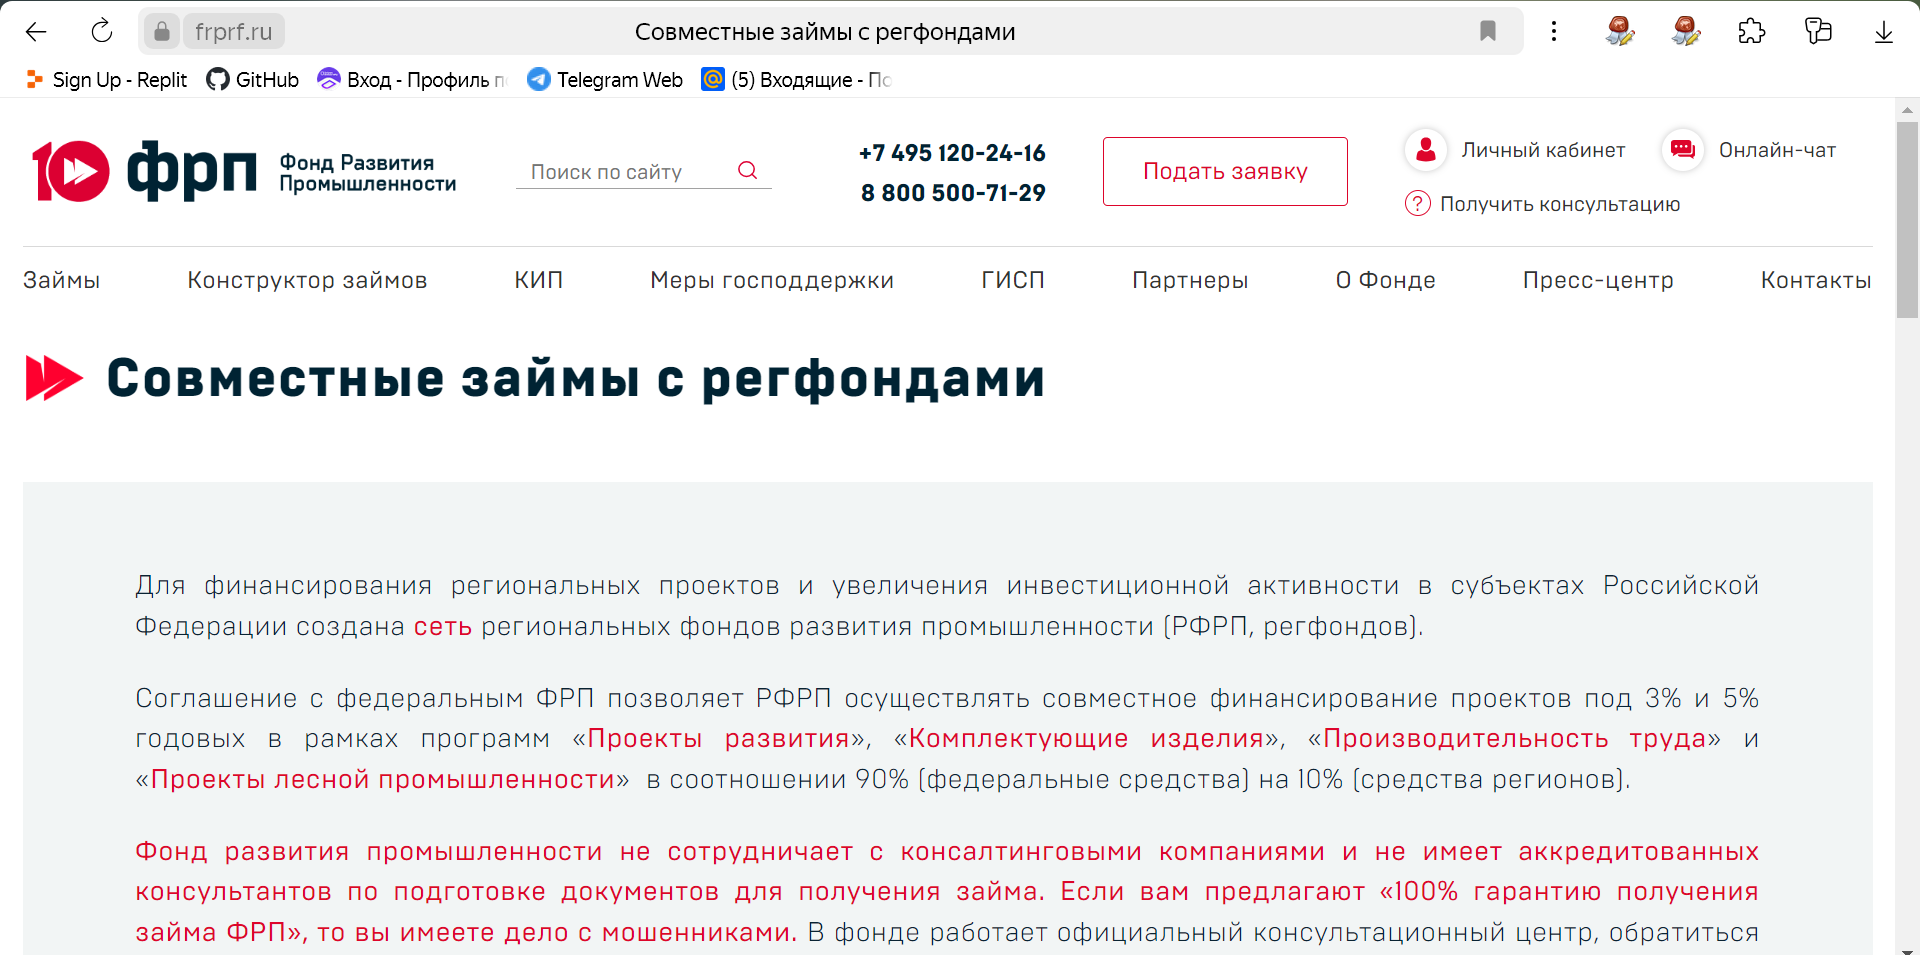 frprf.ru
Совместные займы с регфондами
Sign Up - Replit
GitHub
Вход - Профиль
Telegram Web
(5) Входящие -
10 фрп
Фонд Развития
Промышленности
Поиск по сайту
+7 495 120-24-16
8 800 500-71-29
Подать заявку
Личный кабинет
Онлайн-чат
? Получить консультацию
Займы
Конструктор займов
КИП
Меры господдержки
ГИСП
Партнеры
О Фонде
Пресс-центр
Контакты
Совместные займы с регфондами
Для финансирования региональных проектов и увеличения инвестиционной активности в субъектах Российской
Федерации создана сеть региональных фондов развития промышленности (РФРП, регфондов).
Соглашение с федеральным ФРП позволяет РФРП осуществлять совместное финансирование проектов под 3% и 5%
годовых в рамках программ «Проекты развития», «Комплектующие изделия», «Производительность труда» и
«Проекты лесной промышленности» в соотношении 90% (федеральные средства) на 10% (средства регионов).
Фонд развития промышленности не сотрудничает с консалтинговыми компаниями и не имеет аккредитованных
консультантов по подготовке документов для получения займа. Если вам предлагают «100% гарантию получения
займа ФРП», то вы имеете дело с мошенниками. В фонде работает официальный консультационный центр, обратиться